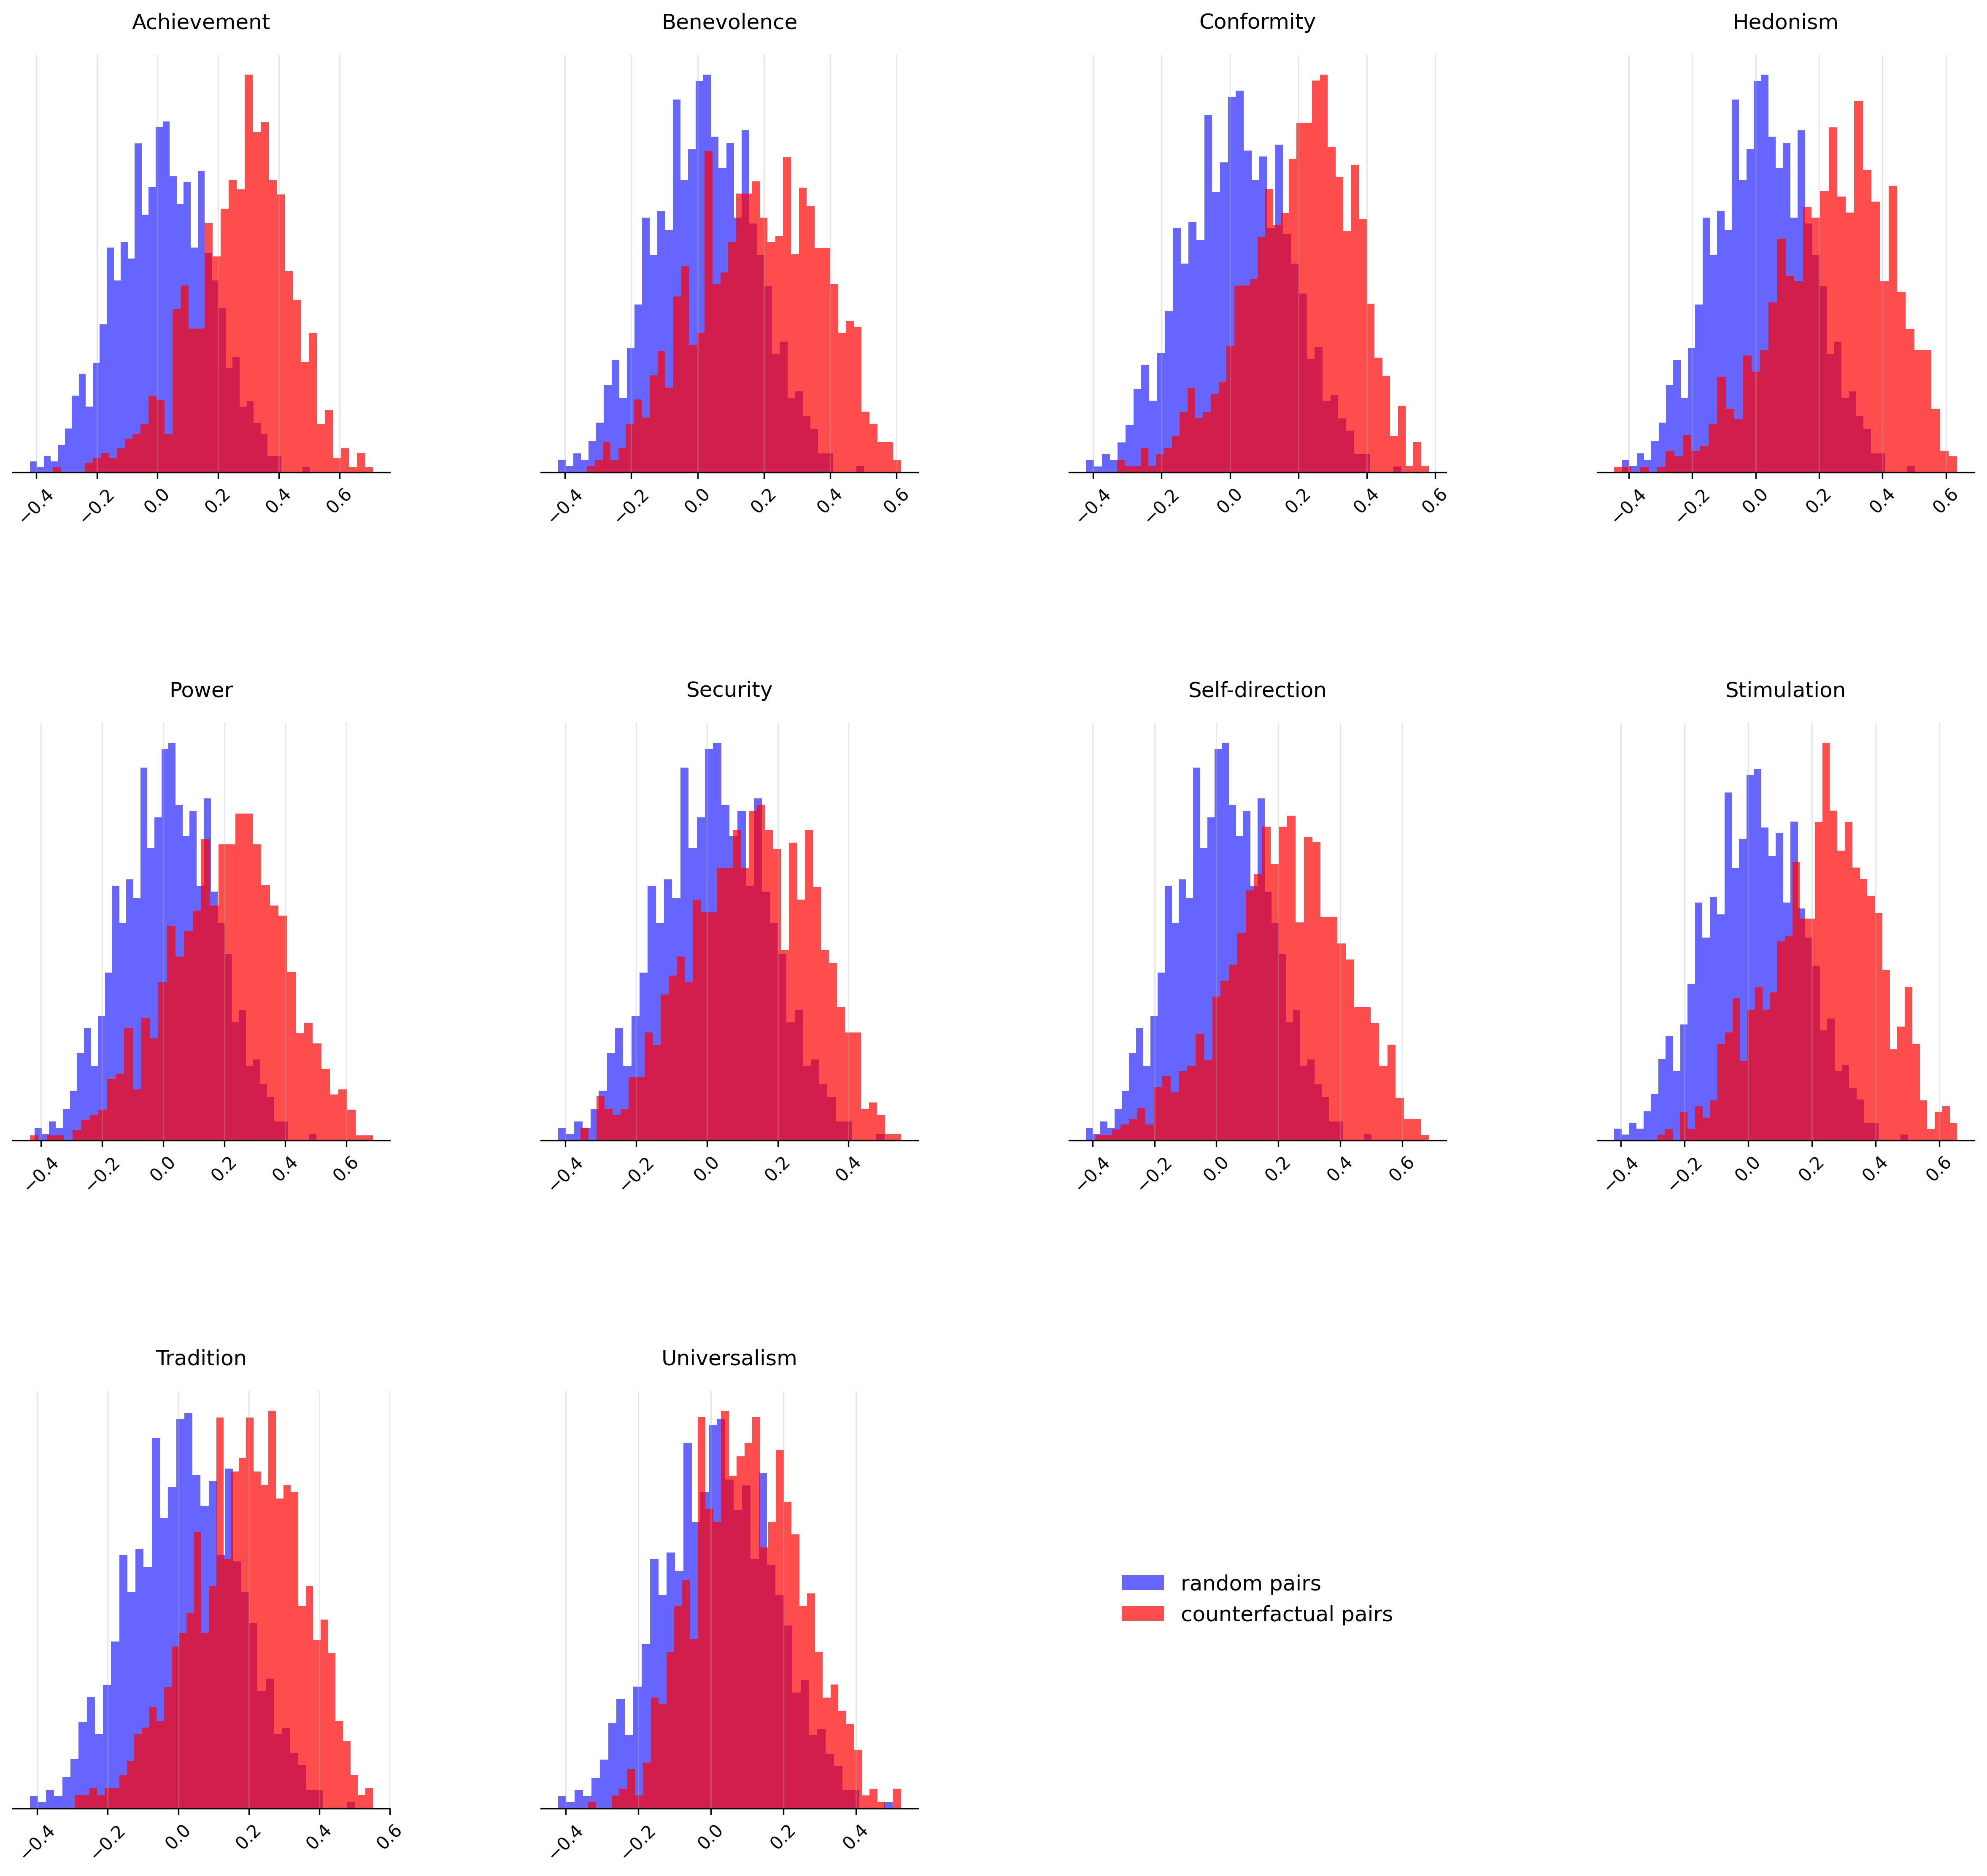 Achievement Benevolence Conformity Hedonism
−0.4 −0.2 0.0 0.2 0.4 0.6 −0.4 −0.2 0.0 0.2 0.4 0.6 −0.4 −0.2 0.0 0.2 0.4 0.6 −0.4 −0.2 0.0 0.2 0.4 0.6
Power Security Self-direction Stimulation
−0.4 −0.2 0.0 0.2 0.4 0.6 −0.4 −0.2 0.0 0.2 0.4 −0.4 −0.2 0.0 0.2 0.4 0.6 −0.4 −0.2 0.0 0.2 0.4 0.6
Tradition Universalism
random pairs
counterfactual pairs
−0.4 −0.2 0.0 0.2 0.4 0.6 −0.4 −0.2 0.0 0.2 0.4